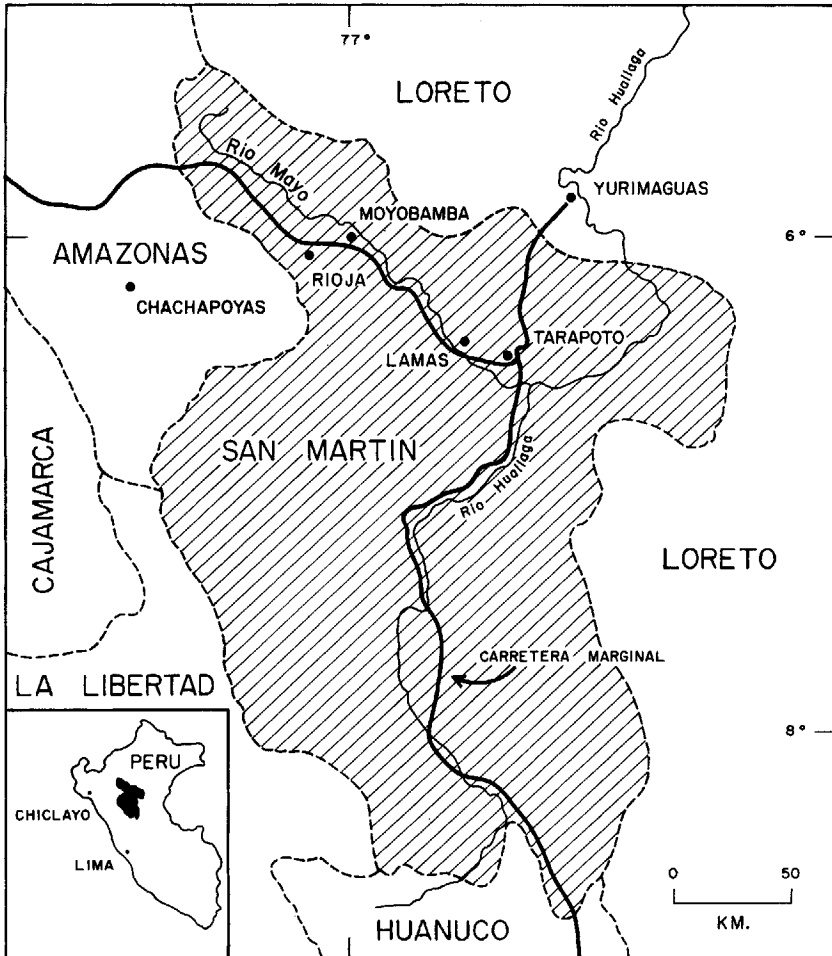 77°
LORETO
Rio Huallaga
Rio Mayo
YURIMAGUAS
MOYOBAMBA
6°
AMAZONAS
RIOJA
CHACHAPOYAS
TARAPOTO
LAMAS
SAN MARTIN
CAJAMARCA
Rio Huallaga
LORETO
CARRETERA MARGINAL
LA LIBERTAD
8°
PERU
CHICLAYO
LIMA
0 50
KM.
HUANUCO